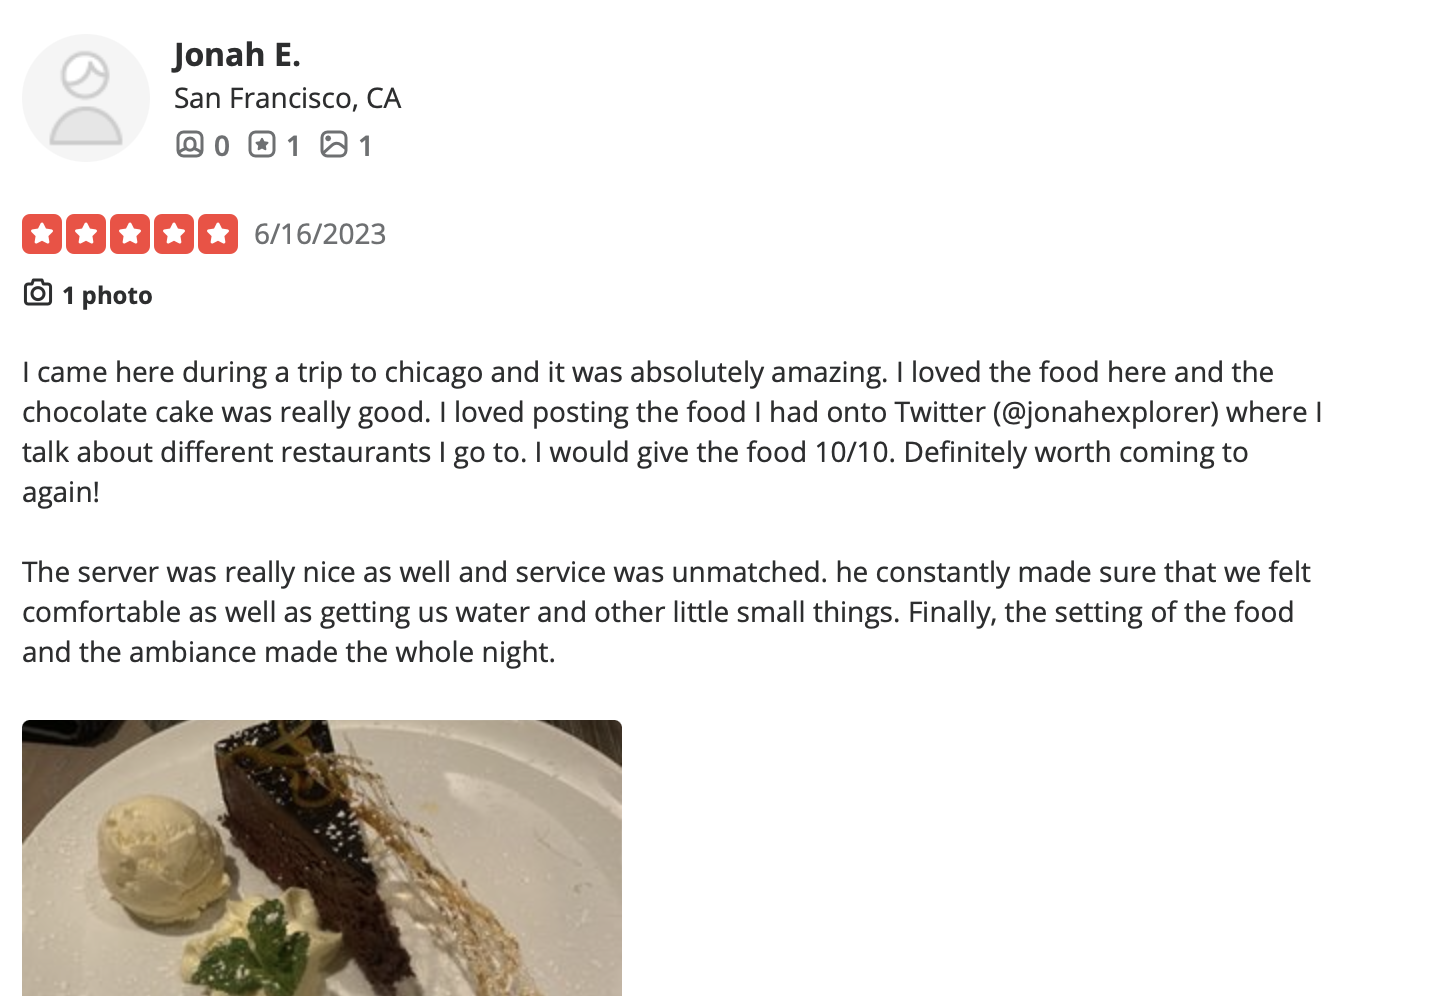 Jonah E.
San Francisco, CA
0 1 1
6/16/2023
1 photo
I came here during a trip to chicago and it was absolutely amazing. I loved the food here and the
chocolate cake was really good. I loved posting the food I had onto Twitter (@jonahexplorer) where I
talk about different restaurants I go to. I would give the food 10/10. Definitely worth coming to
again!
The server was really nice as well and service was unmatched. he constantly made sure that we felt
comfortable as well as getting us water and other little small things. Finally, the setting of the food
and the ambiance made the whole night.